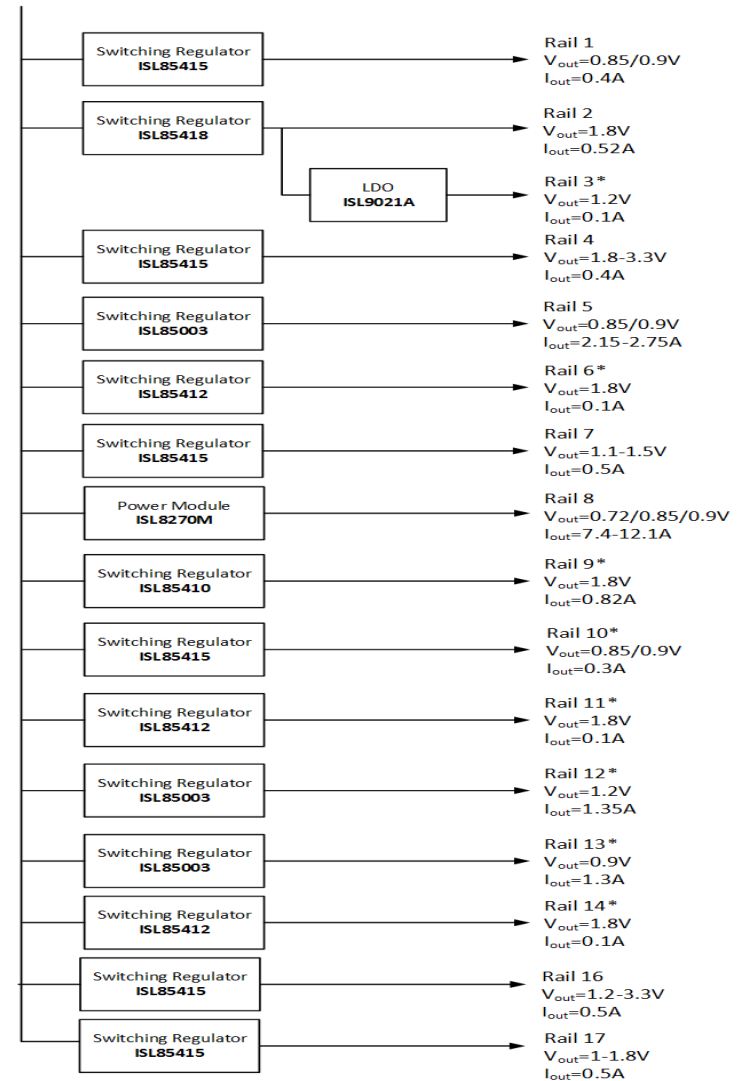 Switching Regulator
ISL85415
Rail 1
Vout=0.85/0.9V
Iout=0.4A
Switching Regulator
ISL85418
Rail 2
Vout=1.8V
Iout=0.52A
LDO
ISL9021A
Rail 3*
Vout=1.2V
Iout=0.1A
Switching Regulator
ISL85415
Rail 4
Vout=1.8-3.3V
Iout=0.4A
Switching Regulator
ISL85003
Rail 5
Vout=0.85/0.9V
Iout=2.15-2.75A
Switching Regulator
ISL85412
Rail 6*
Vout=1.8V
Iout=0.1A
Switching Regulator
ISL85415
Rail 7
Vout=1.1-1.5V
Iout=0.5A
Power Module
ISL8270M
Rail 8
Vout=0.72/0.85/0.9V
Iout=7.4-12.1A
Switching Regulator
ISL85410
Rail 9*
Vout=1.8V
Iout=0.82A
Switching Regulator
ISL85415
Rail 10*
Vout=0.85/0.9V
Iout=0.3A
Switching Regulator
ISL85412
Rail 11*
Vout=1.8V
Iout=0.1A
Switching Regulator
ISL85003
Rail 12*
Vout=1.2V
Iout=1.35A
Switching Regulator
ISL85003
Rail 13*
Vout=0.9V
Iout=1.3A
Switching Regulator
ISL85412
Rail 14*
Vout=1.8V
Iout=0.1A
Switching Regulator
ISL85415
Rail 16
Vout=1.2-3.3V
Iout=0.5A
Switching Regulator
ISL85415
Rail 17
Vout=1-1.8V
Iout=0.5A